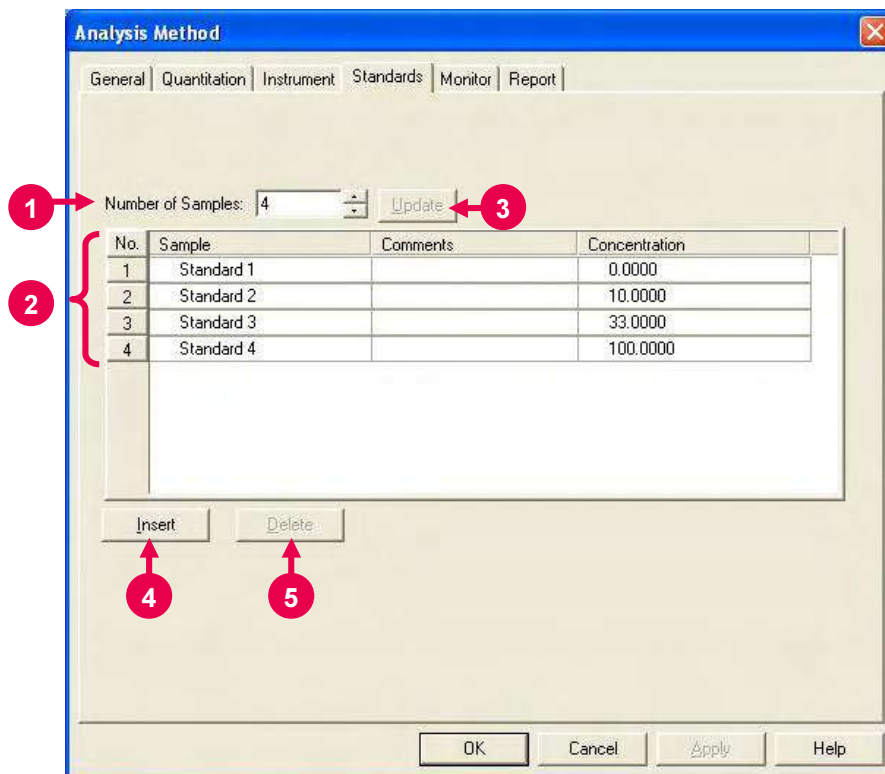 Analysis Method
General Quantitation Instrument Standards Monitor Report
1 Number of Samples: 4 Update 3
No. Sample Comments Concentration
1 Standard 1 0.0000
2 Standard 2 10.0000
2
3 Standard 3 33.0000
4 Standard 4 100.0000
Insert Delete
4 5
OK Cancel Apply Help